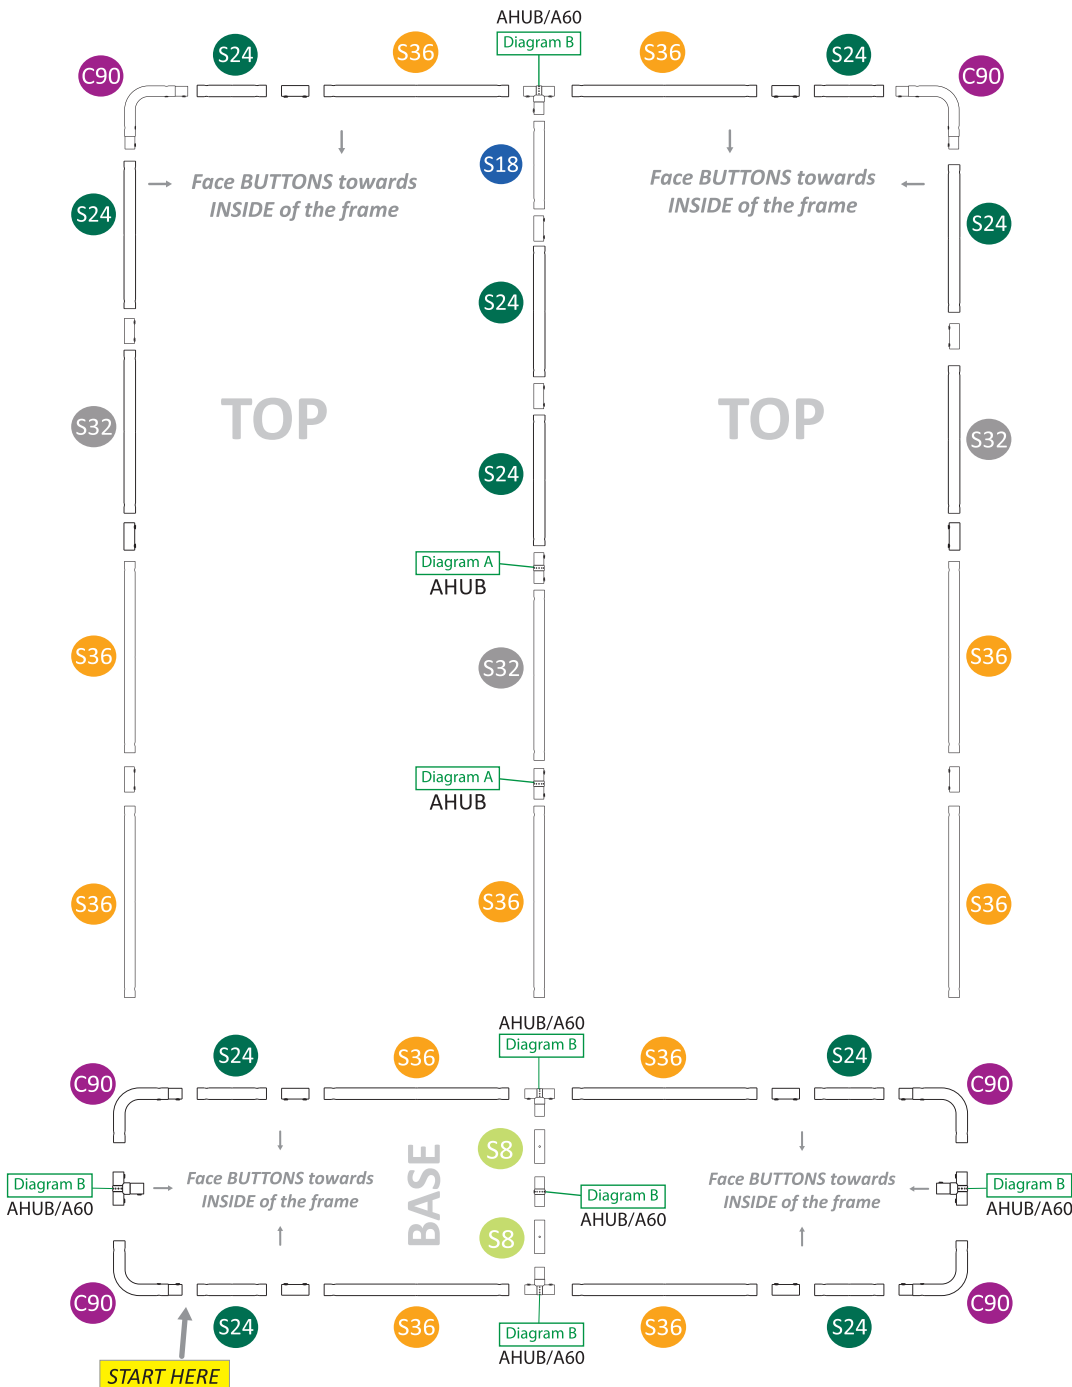 AHUB/A60
Diagram B
S24
S36
S36
S24
C90
C90
S18
Face BUTTONS towards
INSIDE of the frame
Face BUTTONS towards
INSIDE of the frame
S24
S24
S24
TOP
TOP
S32
S32
S24
Diagram A
AHUB
S36
S32
S36
Diagram A
AHUB
S36
S36
S36
AHUB/A60
Diagram B
S24
S36
S36
S24
C90
C90
S8
BASE
Face BUTTONS towards
INSIDE of the frame
Face BUTTONS towards
INSIDE of the frame
Diagram B
AHUB/A60
Diagram B
AHUB/A60
Diagram B
AHUB/A60
S8
C90
C90
S24
S36
S36
S24
Diagram B
AHUB/A60
START HERE